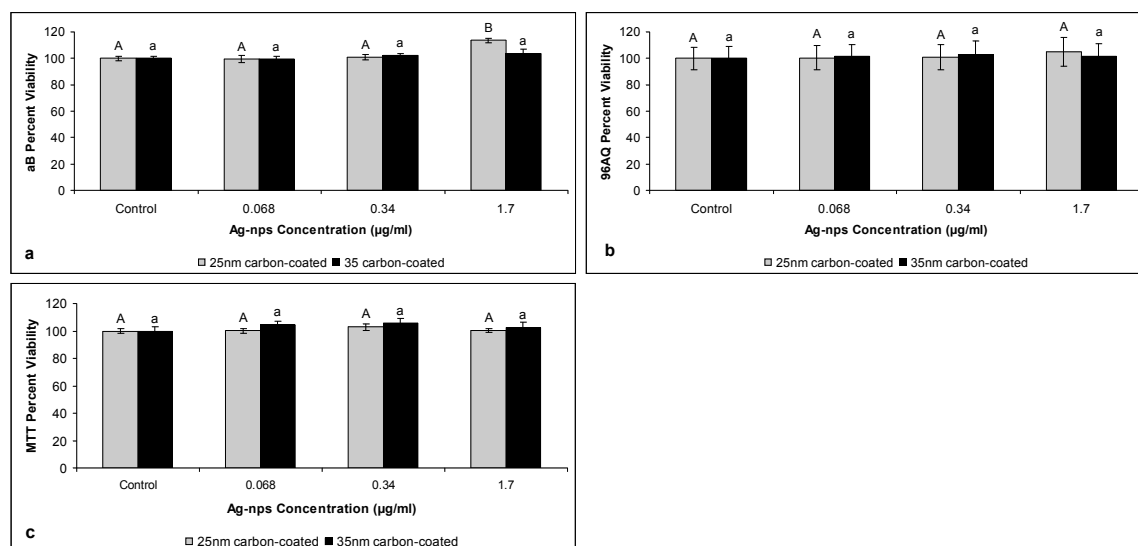 120
100
80
60
40
20
0
aB Percent Viability
A a A a A a B a
Control 0.068 0.34 1.7
Ag-nps Concentration (µg/ml)
a
25nm carbon-coated 35 carbon-coated
120
100
80
60
40
20
0
96AQ Percent Viability
A a A a A a A a
Control 0.068 0.34 1.7
Ag-nps Concentration (µg/ml)
b
25nm carbon-coated 35nm carbon-coated
120
100
80
60
40
20
0
MTT Percent Viability
A a A a A a A a
Control 0.068 0.34 1.7
Ag-nps Concentration (µg/ml)
c
25nm carbon-coated 35nm carbon-coated